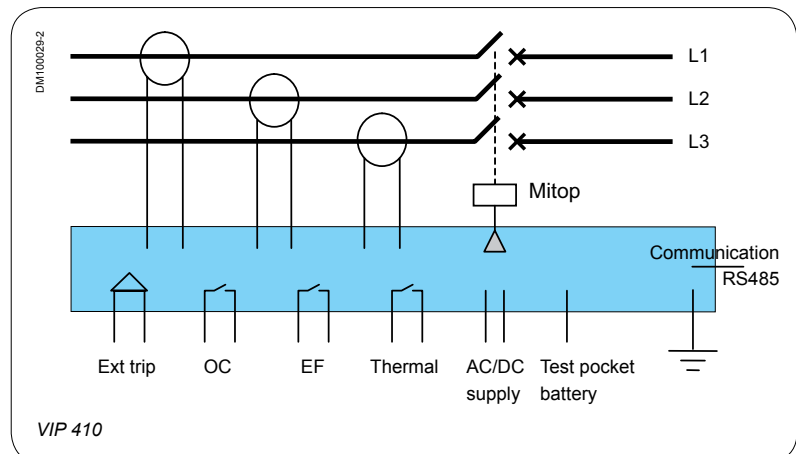 DM100029-2
L1
L2
L3
Mitop
Communication
RS485
Ext trip
OC
EF
Thermal
AC/DC
supply
Test pocket
battery
VIP 410